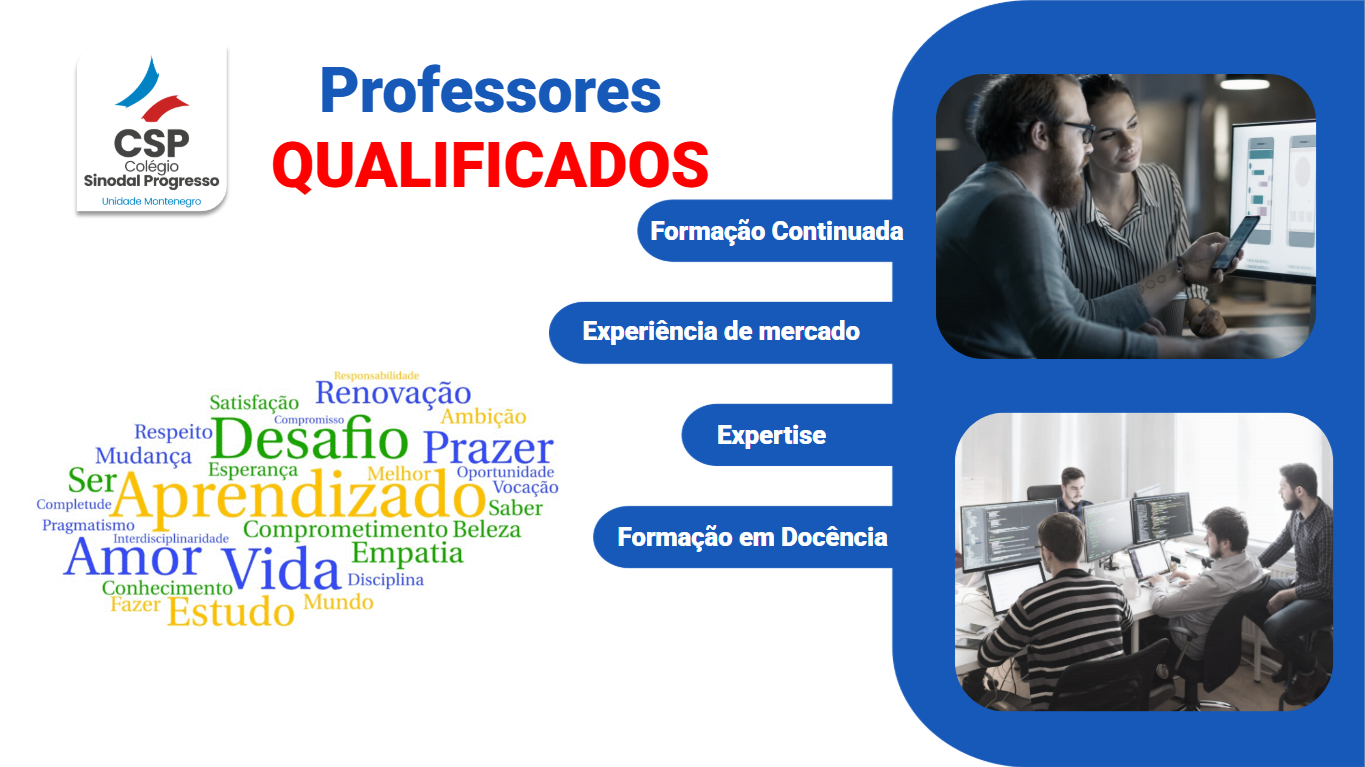 CSP
Colégio
Sinodal Progresso
Unidade Montenegro
Professores
QUALIFICADOS
Formação Continuada
Experiência de mercado
Expertise
Formação em Docência
Responsabilidade
Renovação
Satisfação
Ambição
Compromisso
Respeito
Desafio
Prazer
Mudança
Esperança
Melhor
Oportunidade
Ser
Aprendizado
Vocação
Completude
Saber
Pragmatismo
Comprometimento
Beleza
Interdisciplinaridade
Amor
Vida
Empatia
Disciplina
Conhecimento
Fazer
Estudo
Mundo